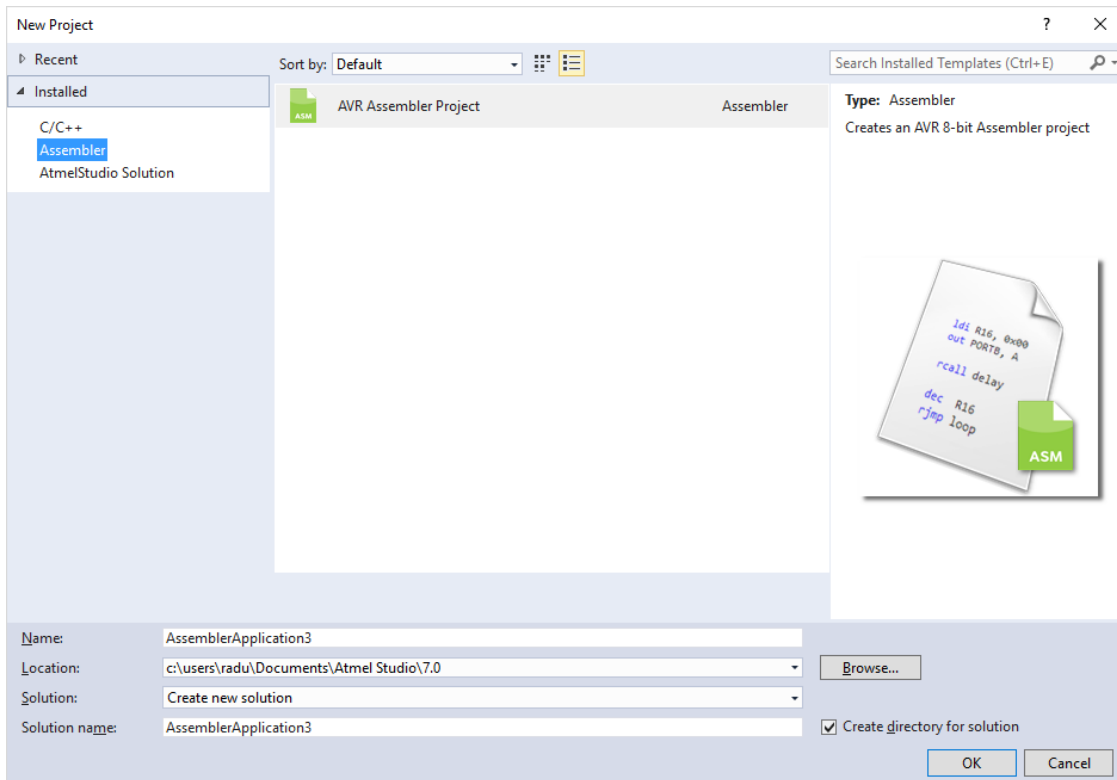 New Project
?
Recent
Installed
C/C++
Assembler
AtmelStudio Solution
Sort by: Default
AVR Assembler Project Assembler
ASM
Search Installed Templates (Ctrl+E)
Type: Assembler
Creates an AVR 8-bit Assembler project
ldi R16, 0x00
out PORTB, A
rcall delay
dec R16
rjmp loop
ASM
Name: AssemblerApplication3
Location: c:\users\radu\Documents\Atmel Studio\7.0 Browse...
Solution: Create new solution
Solution name: AssemblerApplication3 Create directory for solution
OK Cancel